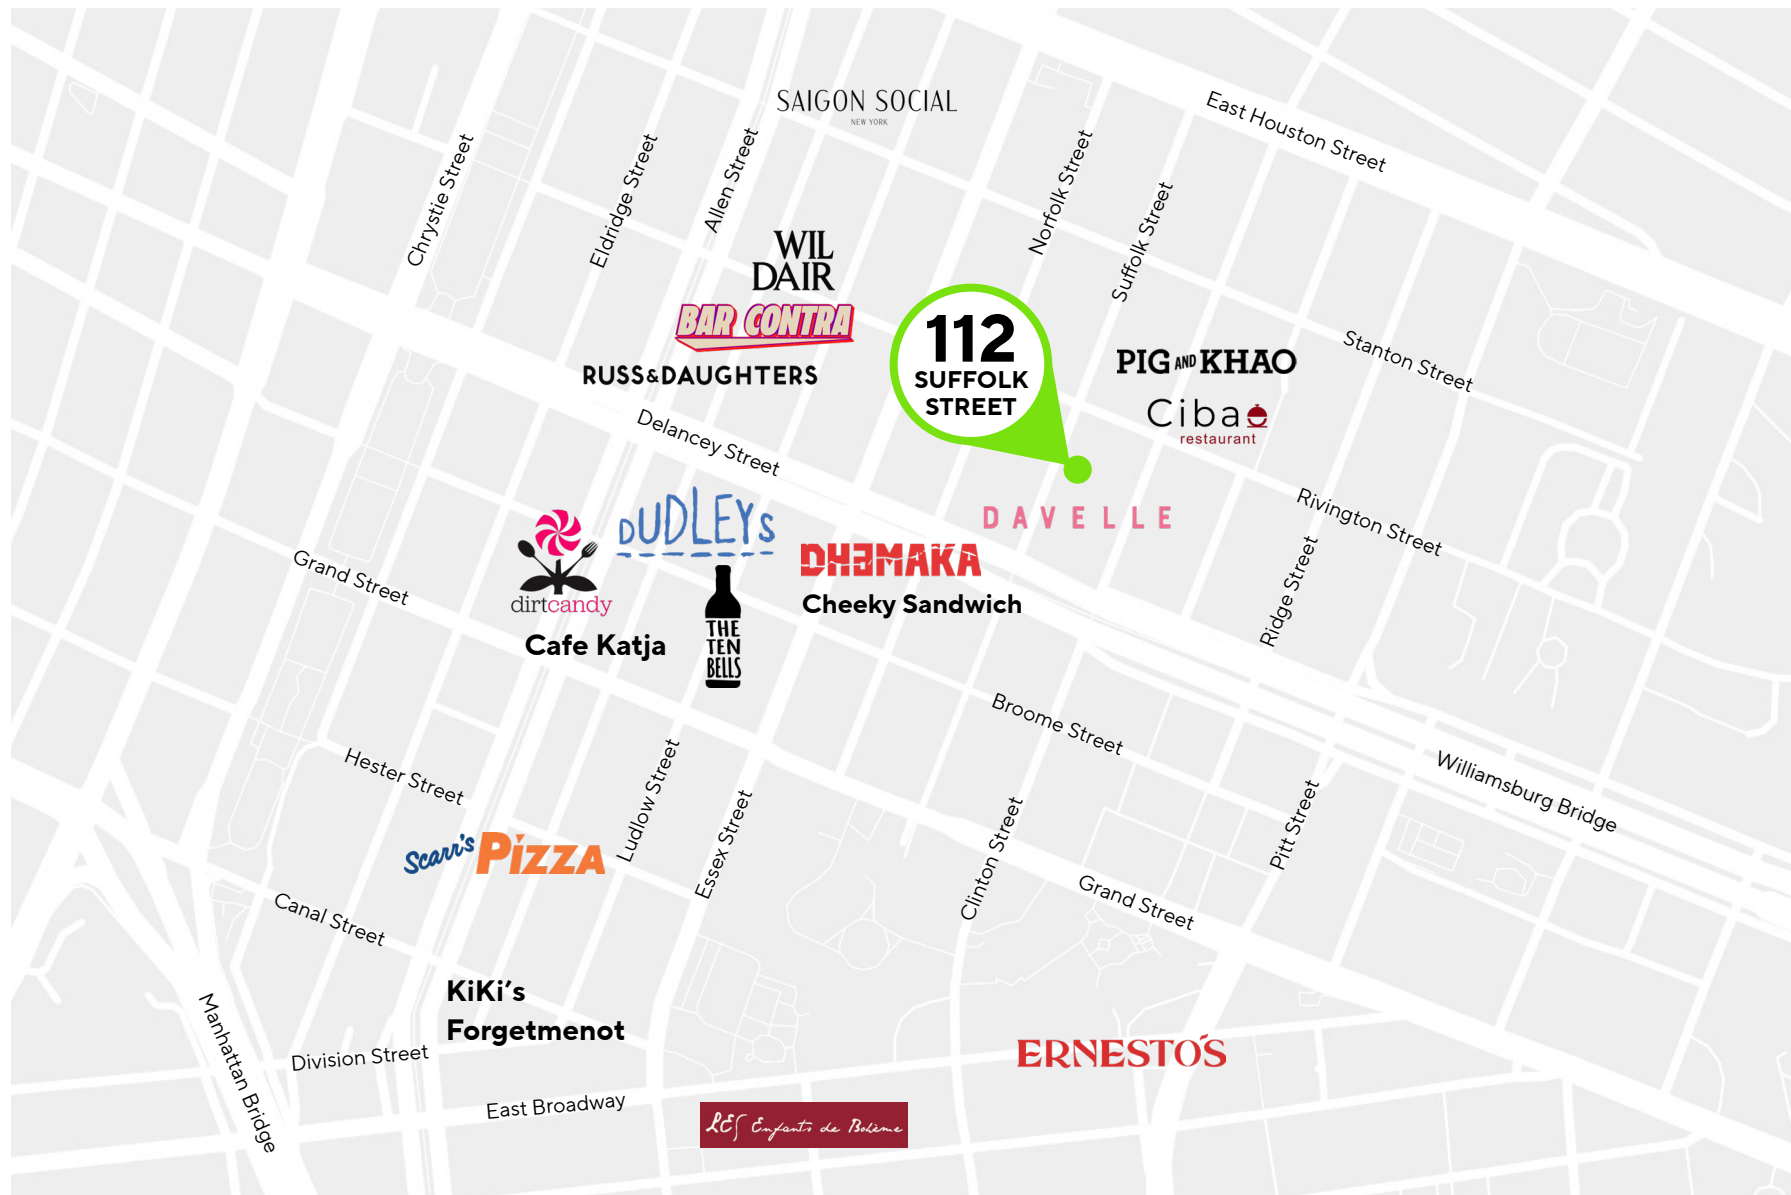 SAIGON SOCIAL
NEW YORK
East Houston Street
Chrystie Street
Eldridge Street
Allen Street
Norfolk Street
Suffolk Street
WIL
DAIR
BAR CONTRA
RUSS&DAUGHTERS
112
SUFFOLK
STREET
PIG AND KHAO
Cibao
restaurant
Stanton Street
Delancey Street
Rivington Street
DAVELLE
DUDLEYs
DHƎMAKA
Cheeky Sandwich
dirtcandy
Cafe Katja
THE
TEN
BELLS
Grand Street
Ridge Street
Broome Street
Williamsburg Bridge
Hester Street
Ludlow Street
Essex Street
Clinton Street
Pitt Street
Scarr's PIZZA
Grand Street
Canal Street
KiKi's
Forgetmenot
Manhattan Bridge
Division Street
East Broadway
ERNESTO'S
LES Enfants de Bohème